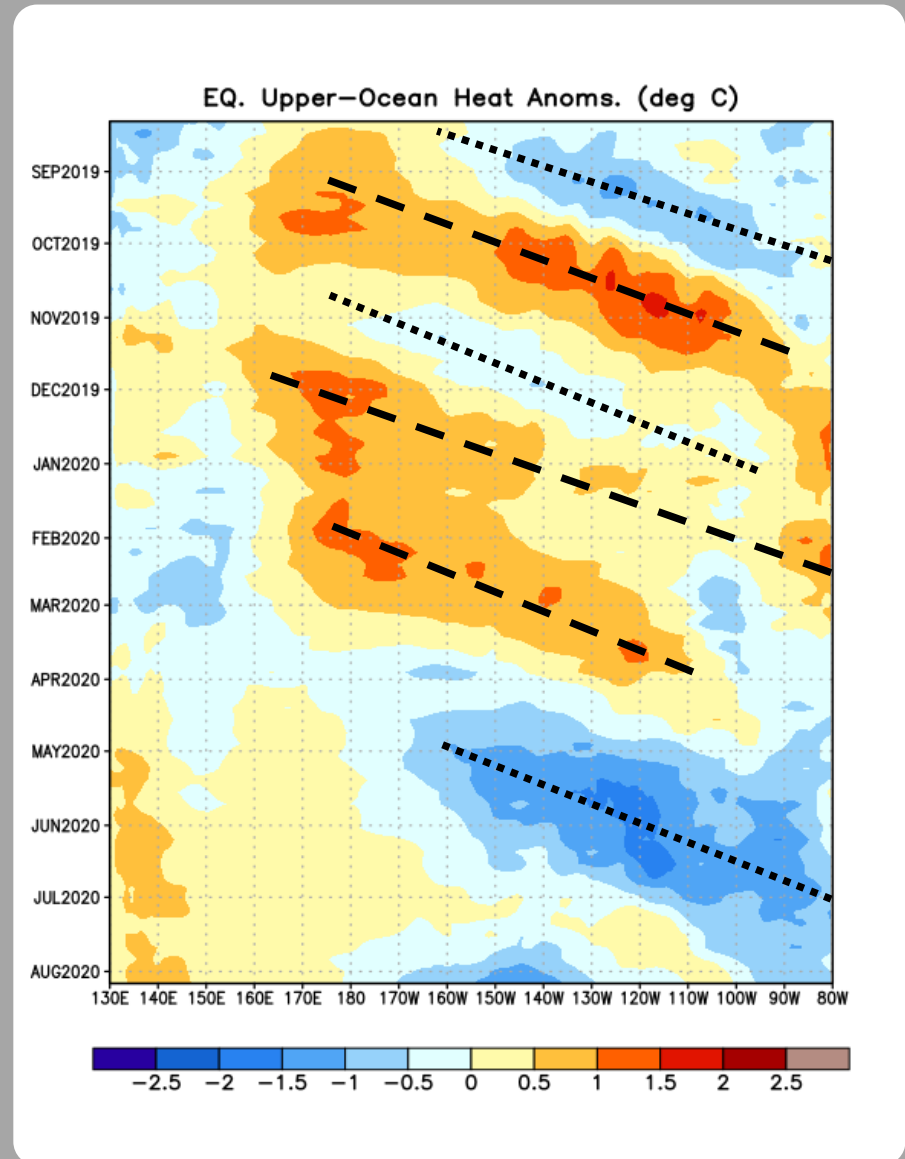 EQ. Upper-Ocean Heat Anoms. (deg C)
SEP2019
OCT2019
NOV2019
DEC2019
JAN2020
FEB2020
MAR2020
APR2020
MAY2020
JUN2020
JUL2020
AUG2020
130E 140E 150E 160E 170E 180 170W 160W 150W 140W 130W 120W 110W 100W 90W 80W
-2.5 -2 -1.5 -1 -0.5 0 0.5 1 1.5 2 2.5